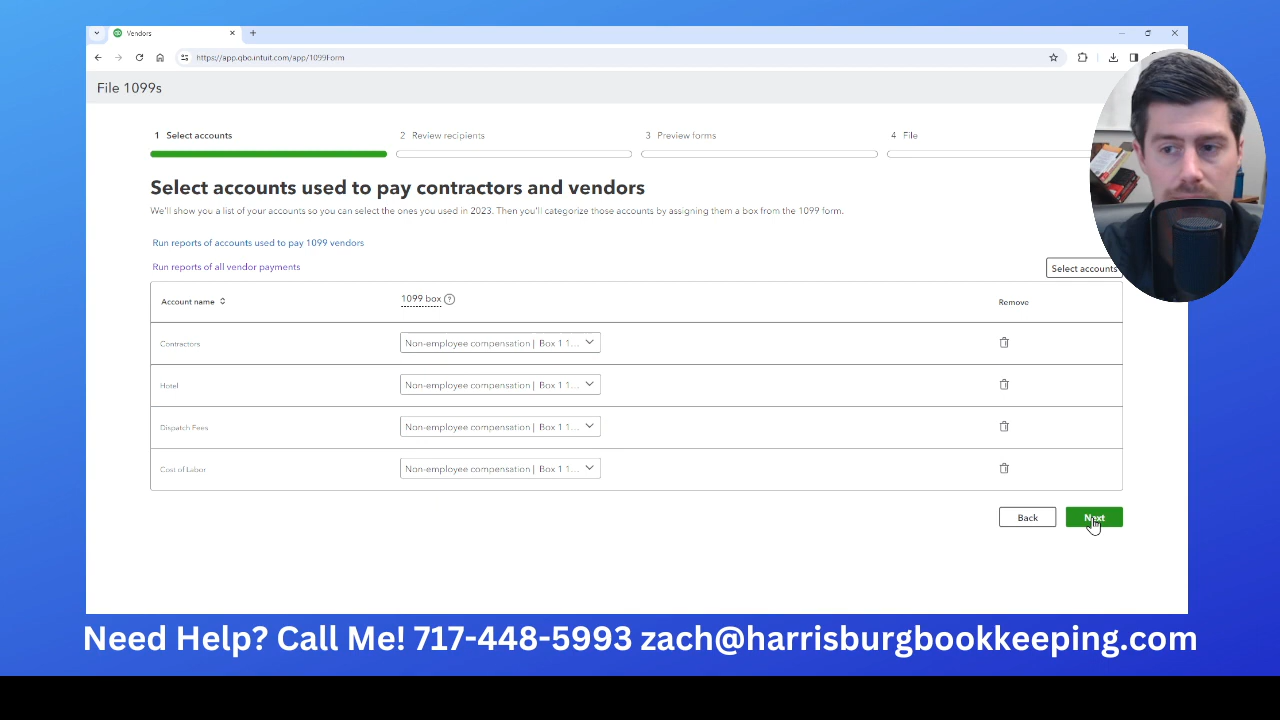 Vendors
https://app.qbo.intuit.com/app/1099Form
File 1099s
1 Select accounts
2 Review recipients
3 Preview forms
4 File
Select accounts used to pay contractors and vendors
We'll show you a list of your accounts so you can select the ones you used in 2023. Then you'll categorize those accounts by assigning them a box from the 1099 form.
Run reports of accounts used to pay 1099 vendors
Run reports of all vendor payments
Select accounts
Account name
1099 box ?
Remove
Contractors
Non-employee compensation | Box 1 1...
Hotel
Non-employee compensation | Box 1 1...
Dispatch Fees
Non-employee compensation | Box 1 1...
Cost of Labor
Non-employee compensation | Box 1 1...
Back
Next
Need Help? Call Me! 717-448-5993 zach@harrisburgbookkeeping.com